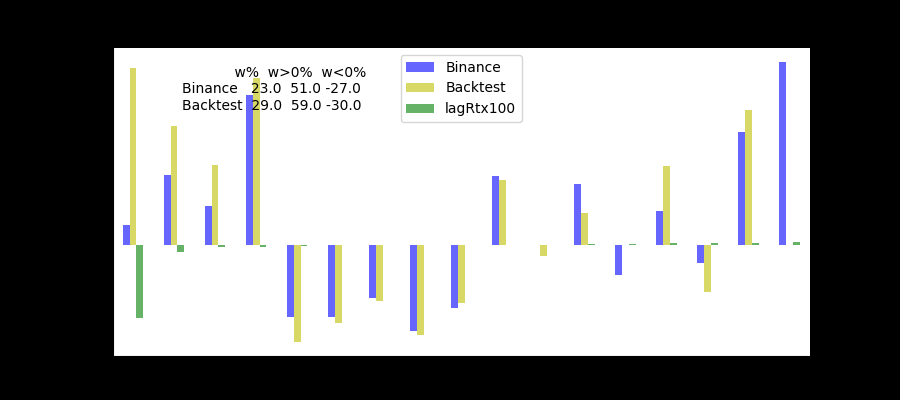 w% w>0% w<0%
Binance 23.0 51.0 -27.0
Backtest 29.0 59.0 -30.0
Binance
Backtest
lagRtx100